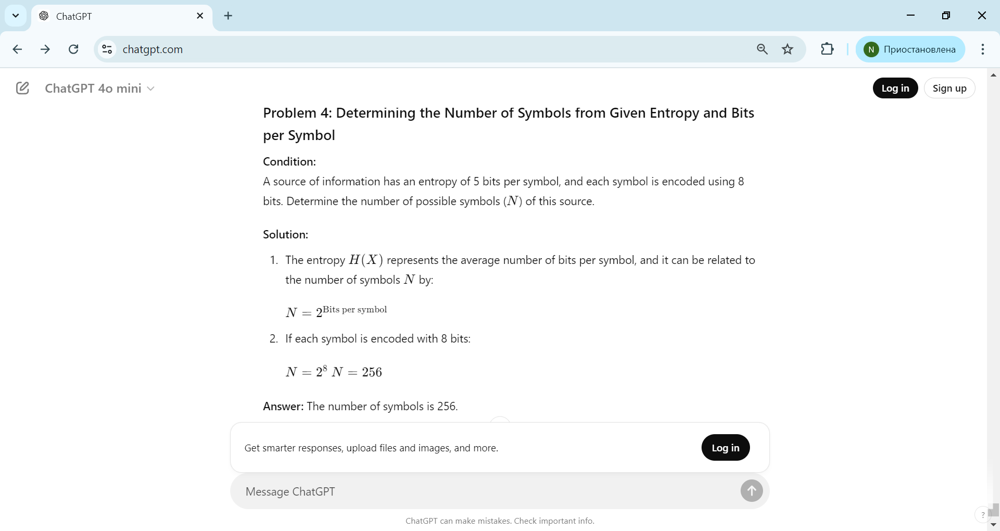 ChatGPT
chatgpt.com
N Приостановлена
ChatGPT 4o mini
Log in
Sign up
Problem 4: Determining the Number of Symbols from Given Entropy and Bits
per Symbol
Condition:
A source of information has an entropy of 5 bits per symbol, and each symbol is encoded using 8
bits. Determine the number of possible symbols (N) of this source.
Solution:
1. The entropy H(X) represents the average number of bits per symbol, and it can be related to
the number of symbols N by:
N = 2^Bits per symbol
2. If each symbol is encoded with 8 bits:
N = 2⁸ N = 256
Answer: The number of symbols is 256.
Get smarter responses, upload files and images, and more.
Log in
Message ChatGPT
ChatGPT can make mistakes. Check important info.
?